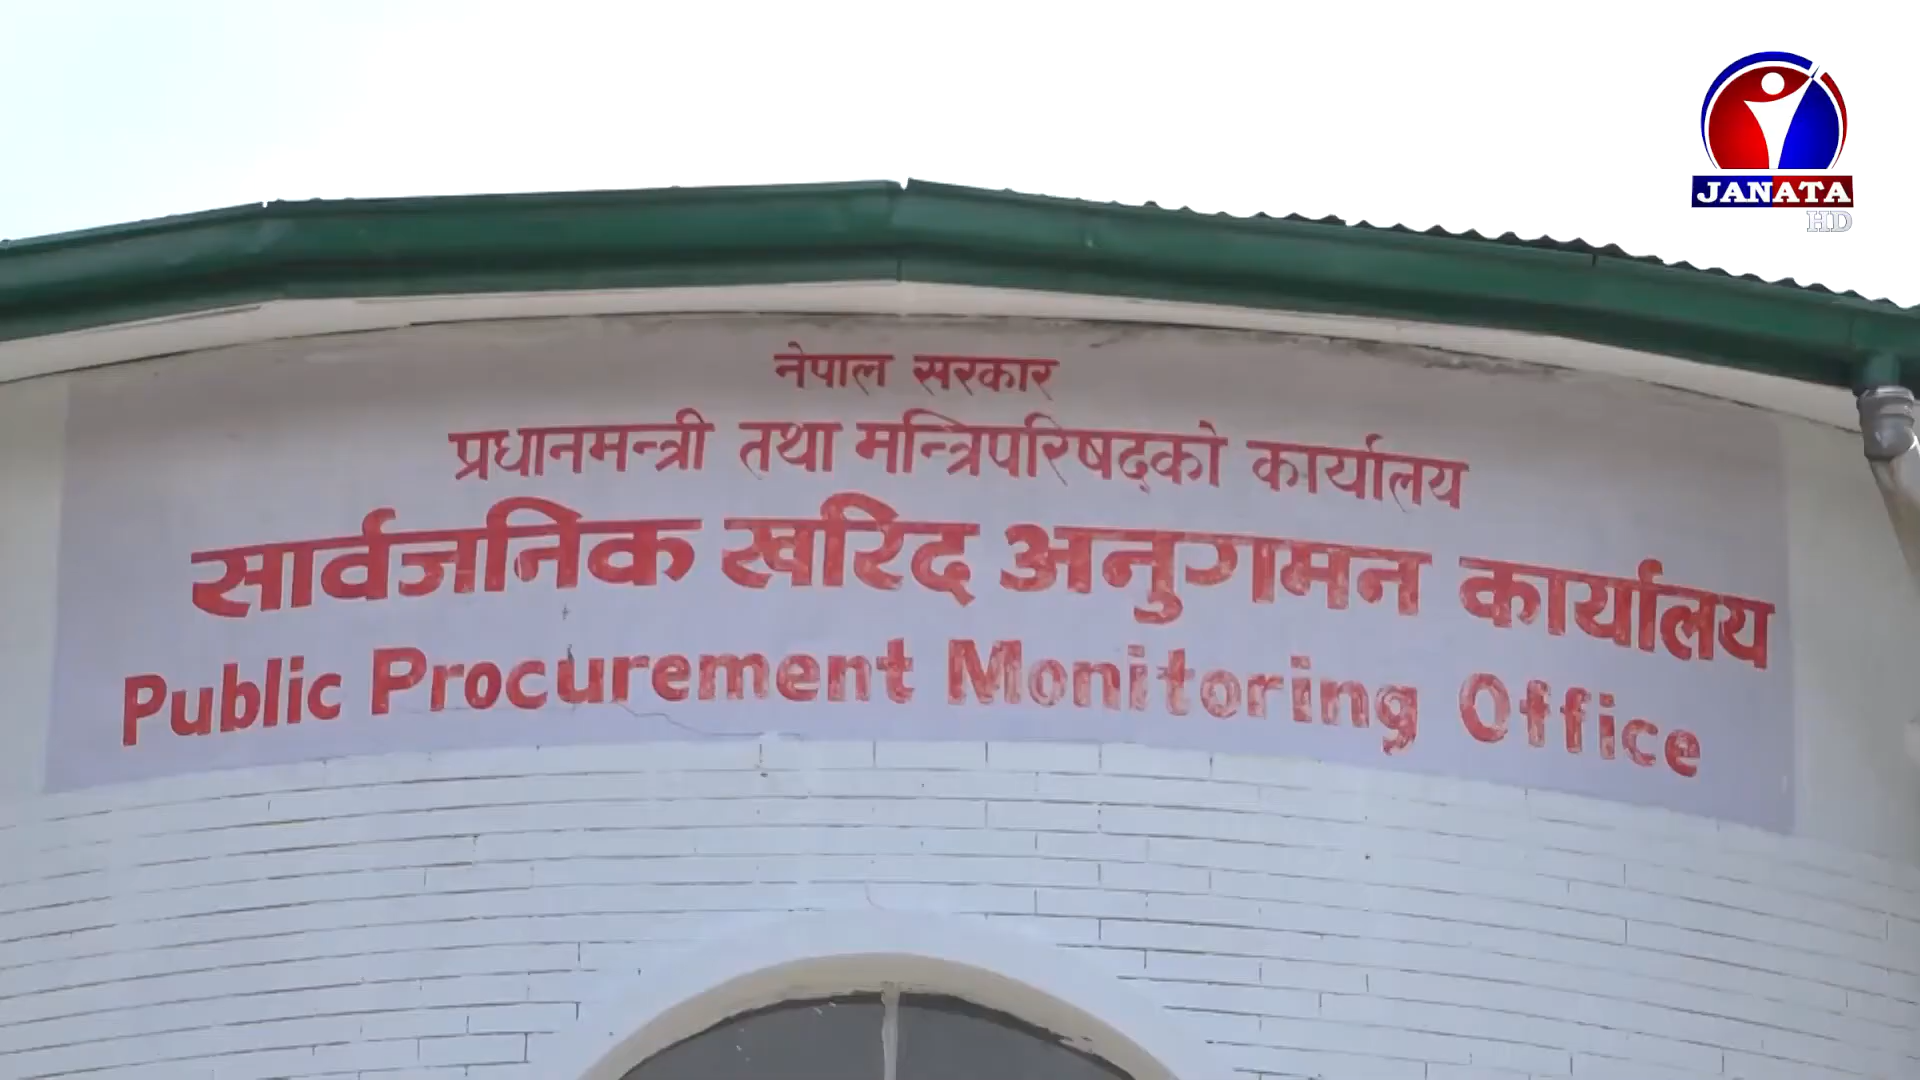 JANATA
HD
नेपाल सरकार
प्रधानमन्त्री तथा मन्त्रिपरिषद्को कार्यालय
सार्वजनिक खरिद अनुगमन कार्यालय
Public Procurement Monitoring Office